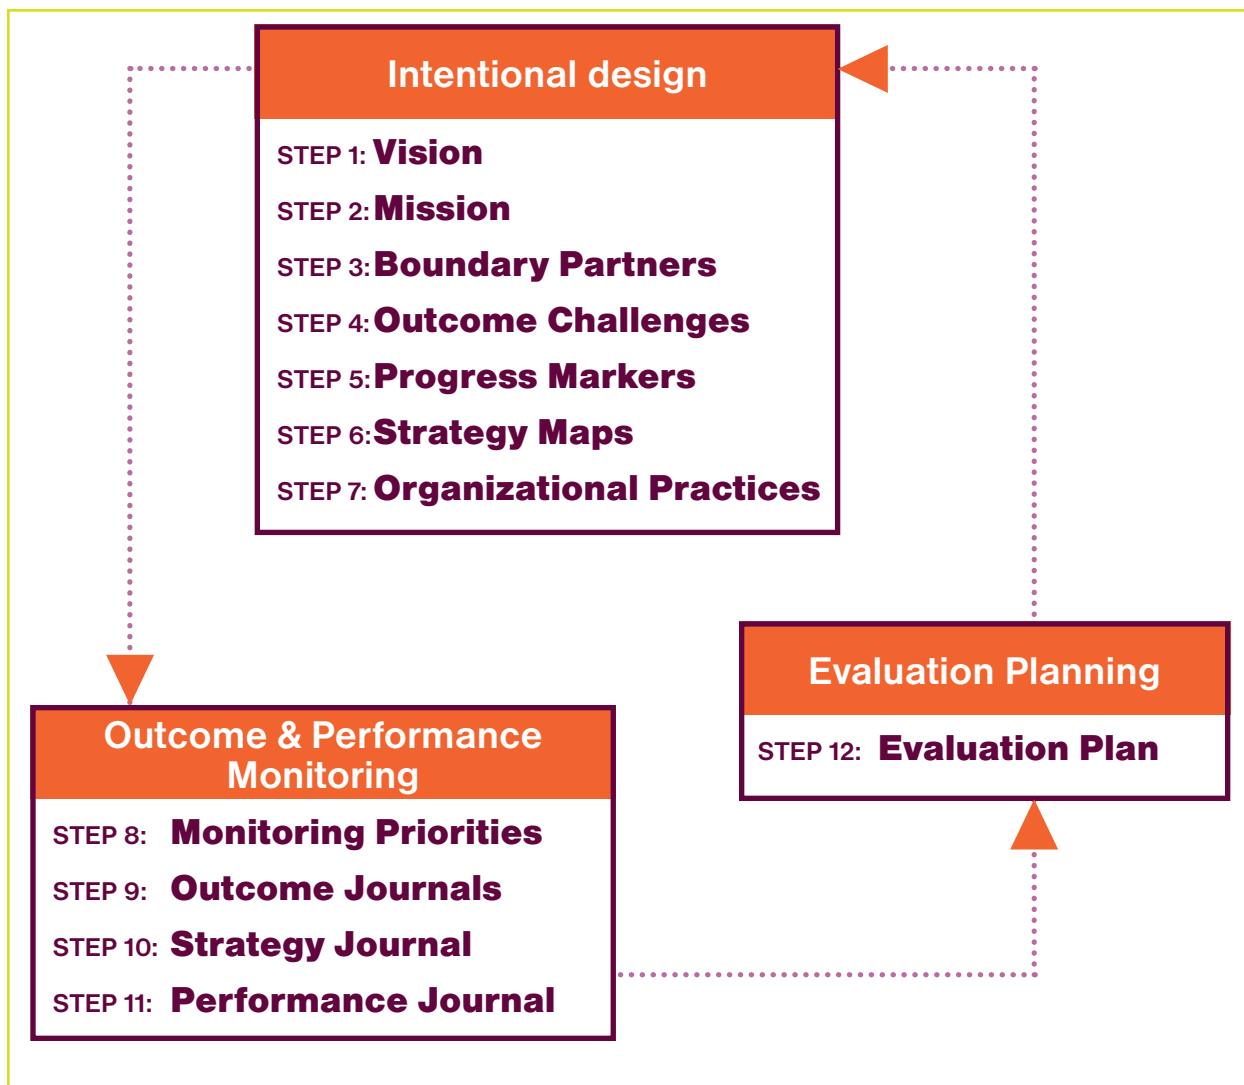 Intentional design
STEP 1: Vision
STEP 2: Mission
STEP 3: Boundary Partners
STEP 4: Outcome Challenges
STEP 5: Progress Markers
STEP 6: Strategy Maps
STEP 7: Organizational Practices
Outcome & Performance
Monitoring
STEP 8: Monitoring Priorities
STEP 9: Outcome Journals
STEP 10: Strategy Journal
STEP 11: Performance Journal
Evaluation Planning
STEP 12: Evaluation Plan